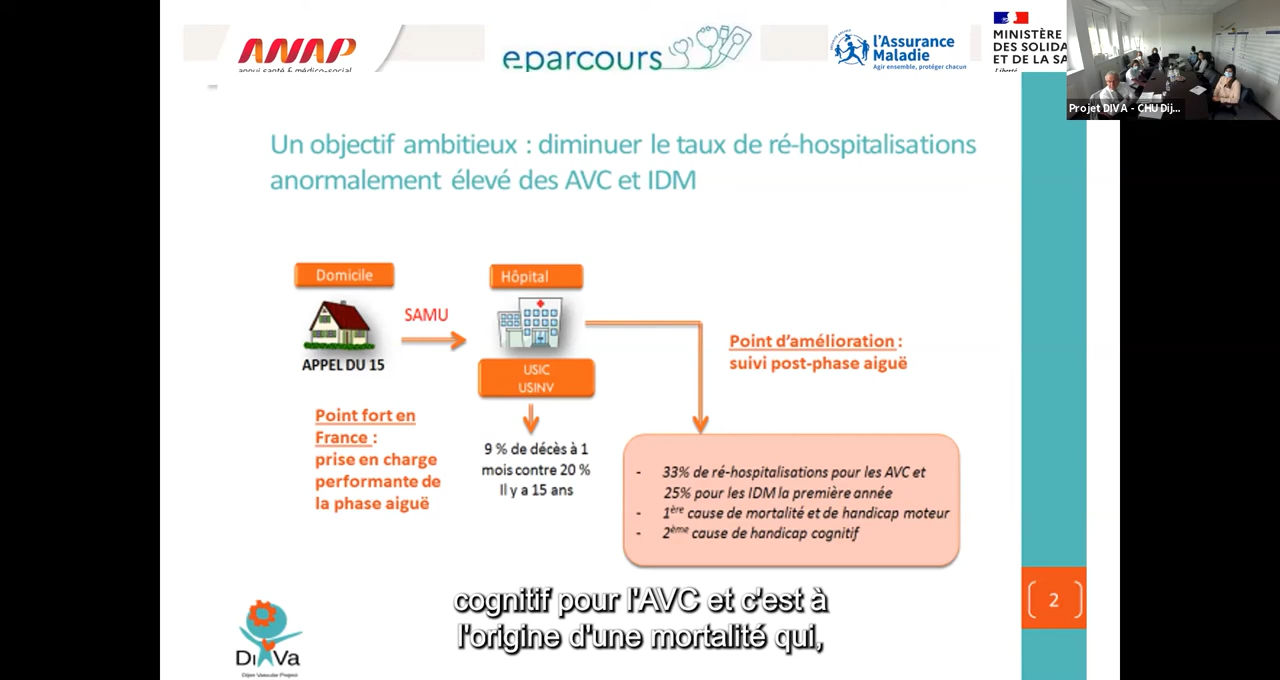 ANAP
appui santé & médico-social
eparcours
l'Assurance
Maladie
Agir ensemble, protéger chacun
MINISTÈRE
DES SOLIDA
ET DE LA SA
Liberté
Projet DIVA - CHU Dij...
Un objectif ambitieux : diminuer le taux de ré-hospitalisations
anormalement élevé des AVC et IDM
Domicile
SAMU
APPEL DU 15
Hôpital
USIC
USINV
Point d'amélioration :
suivi post-phase aiguë
Point fort en
France :
prise en charge
performante de
la phase aiguë
9 % de décès à 1
mois contre 20 %
Il y a 15 ans
- 33% de ré-hospitalisations pour les AVC et
25% pour les IDM la première année
- 1ère cause de mortalité et de handicap moteur
- 2ème cause de handicap cognitif
2
DiVa
Dijon Vascular Project
cognitif pour l'AVC et c'est à
l'origine d'une mortalité qui,